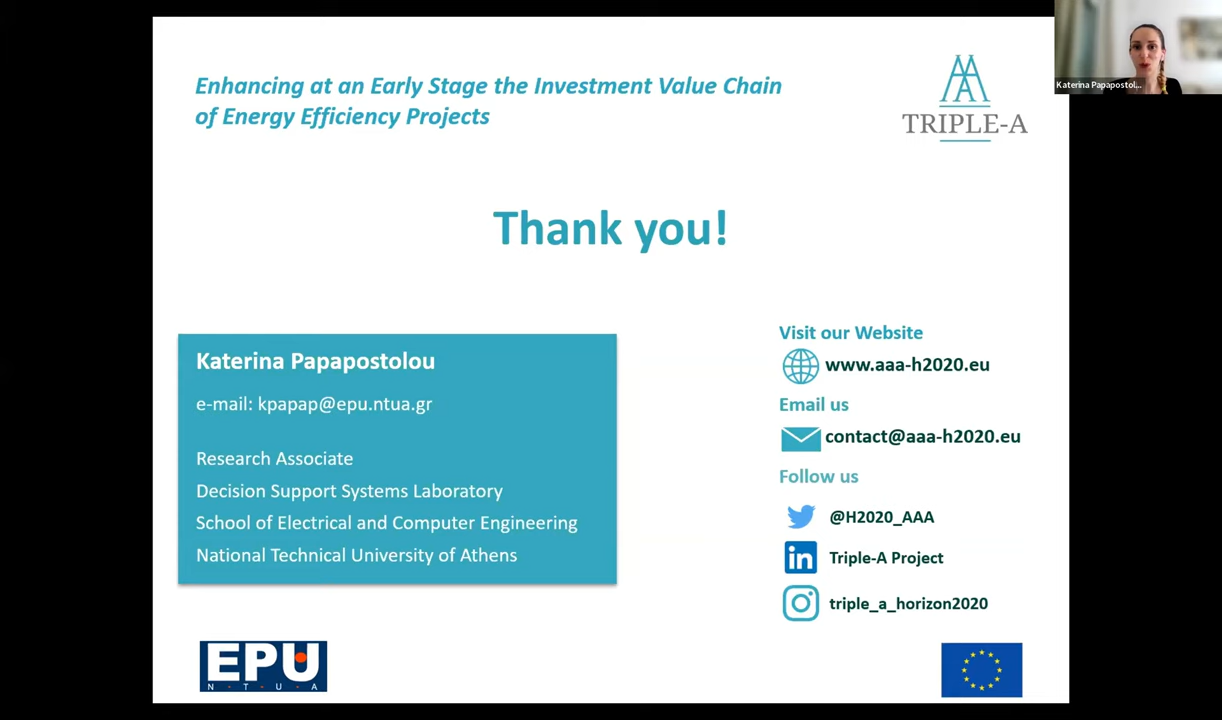 Enhancing at an Early Stage the Investment Value Chain
of Energy Efficiency Projects
TRIPLE-A
Katerina Papapostol...
Thank you!
Katerina Papapostolou
e-mail: kpapap@epu.ntua.gr
Research Associate
Decision Support Systems Laboratory
School of Electrical and Computer Engineering
National Technical University of Athens
Visit our Website
www.aaa-h2020.eu
Email us
contact@aaa-h2020.eu
Follow us
@H2020_AAA
in Triple-A Project
triple_a_horizon2020
EPU
N · T · U · A